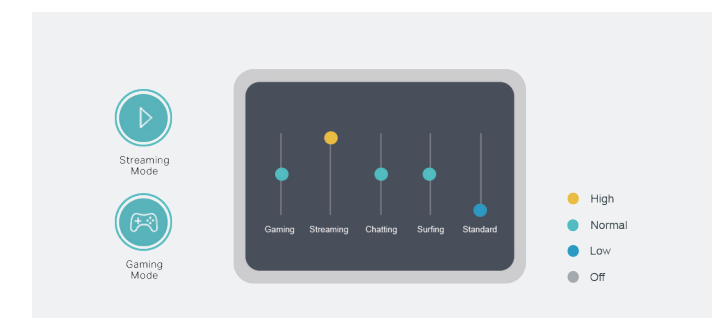 Streaming
Mode
Gaming
Mode
Gaming Streaming Chatting Surfing Standard
High
Normal
Low
Off